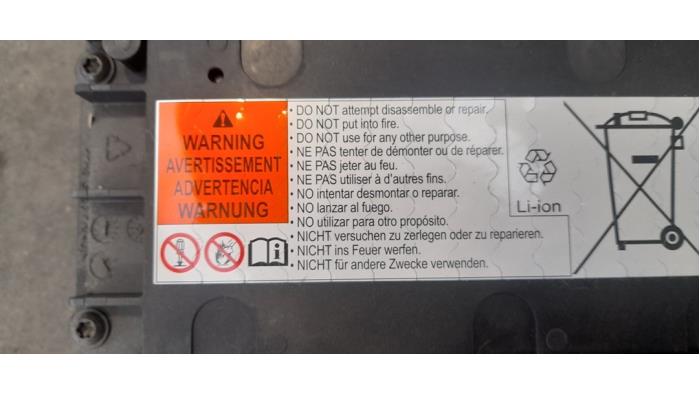 WARNING
AVERTISSEMENT
ADVERTENCIA
WARNUNG
• DO NOT attempt disassemble or repair.
• DO NOT put into fire.
• DO NOT use for any other purpose.
• NE PAS tenter de démonter ou de réparer.
• NE PAS jeter au feu.
• NE PAS utiliser à d'autres fins.
• NO intentar desmontar o reparar.
• NO lanzar al fuego.
• NO utilizar para otro propósito.
• NICHT versuchen zu zerlegen oder zu reparieren.
• NICHT ins Feuer werfen.
• NICHT für andere Zwecke verwenden.
Li-ion